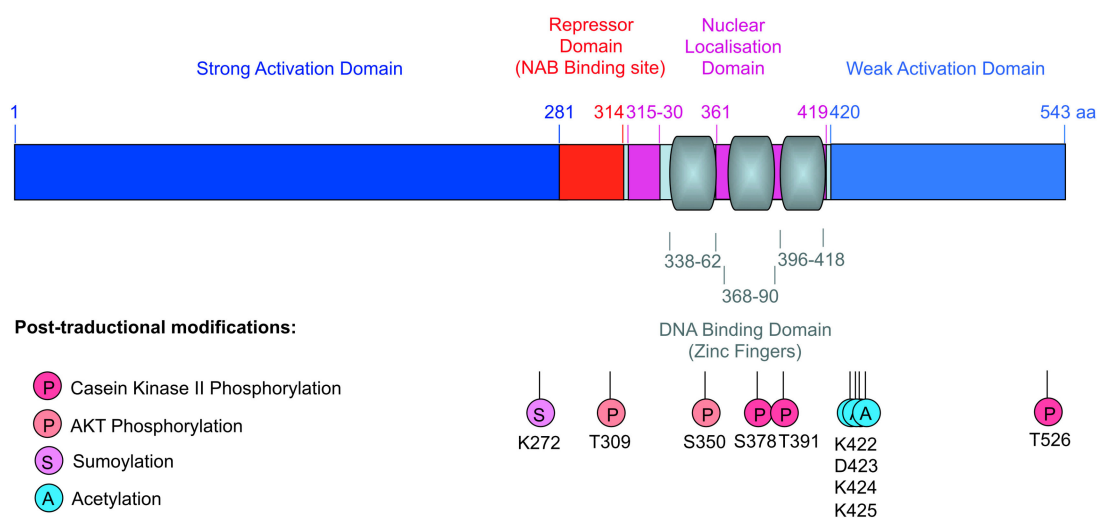 Strong Activation Domain
Repressor
Domain
(NAB Binding site)
Nuclear
Localisation
Domain
Weak Activation Domain
1
281
314
315-30
361
419
420
543 aa
338-62
396-418
368-90
Post-traductional modifications:
DNA Binding Domain
(Zinc Fingers)
P Casein Kinase II Phosphorylation
P AKT Phosphorylation
S Sumoylation
A Acetylation
S
P
P
P
P
A
P
K272
T309
S350
S378
T391
K422
D423
K424
K425
T526